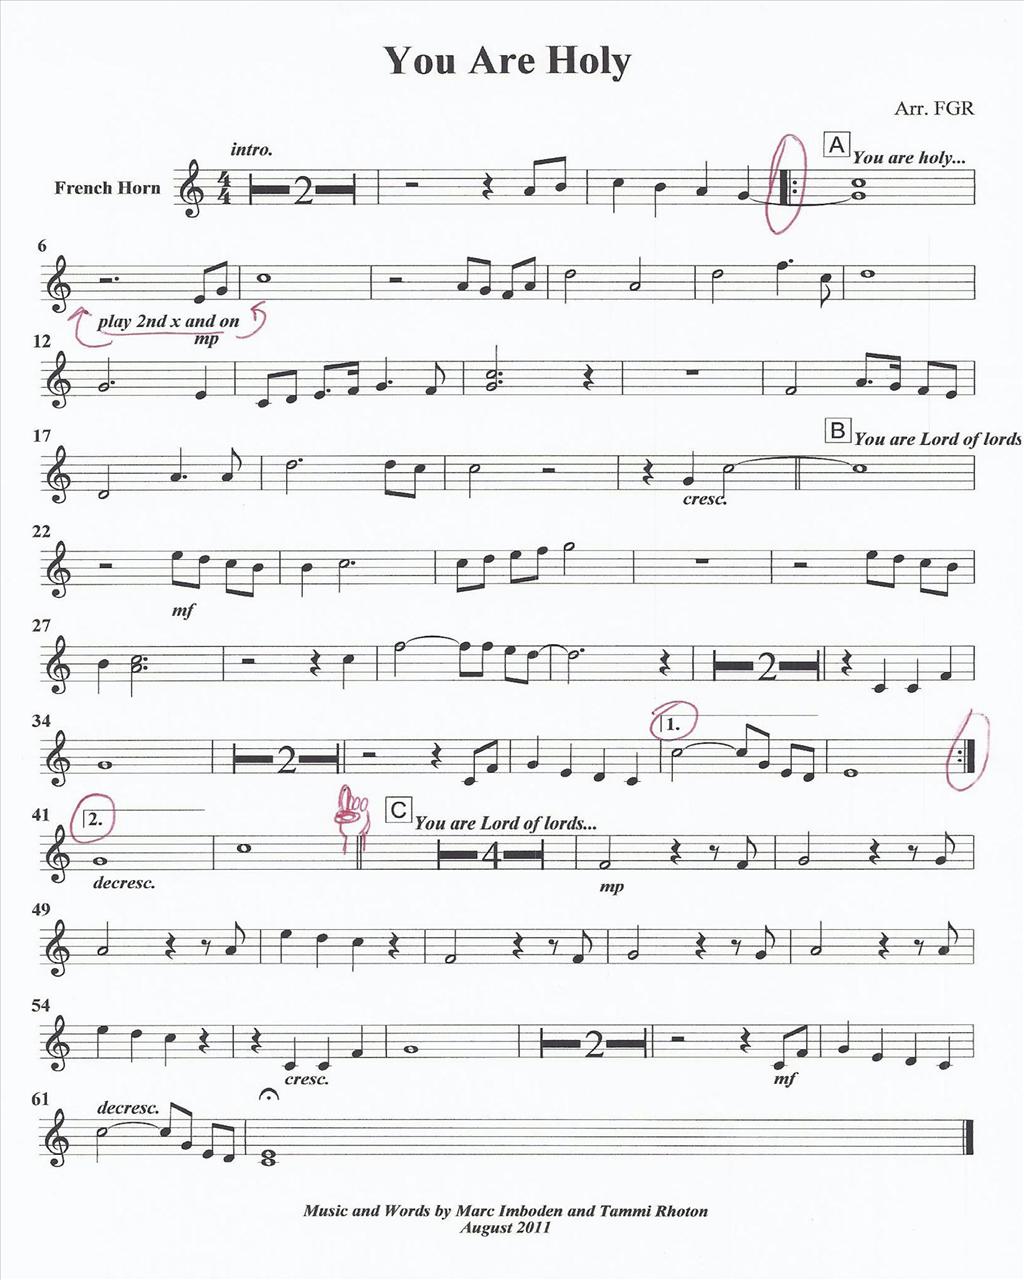 You Are Holy
Arr. FGR
intro.
A
You are holy...
French Horn
4
4
2
6
play 2nd x and on
mp
12
17
B
You are Lord of lords
cresc.
22
mf
27
2
34
2
1.
41
2.
C
You are Lord of lords...
4
decresc.
mp
49
54
2
cresc.
mf
61
decresc.
Music and Words by Marc Imboden and Tammi Rhoton
August 2011